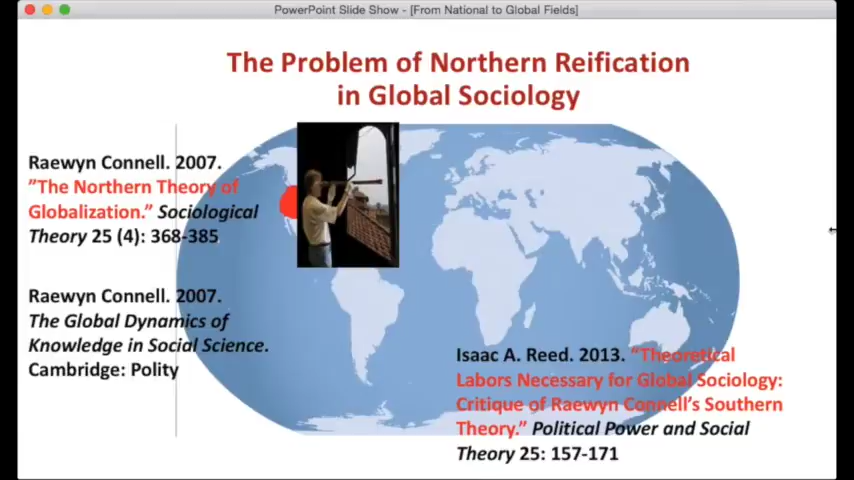 PowerPoint Slide Show - [From National to Global Fields]
The Problem of Northern Reification
in Global Sociology
Raewyn Connell. 2007.
”The Northern Theory of
Globalization.” Sociological
Theory 25 (4): 368-385
Raewyn Connell. 2007.
The Global Dynamics of
Knowledge in Social Science.
Cambridge: Polity
Isaac A. Reed. 2013. “Theoretical
Labors Necessary for Global Sociology:
Critique of Raewyn Connell’s Southern
Theory.” Political Power and Social
Theory 25: 157-171